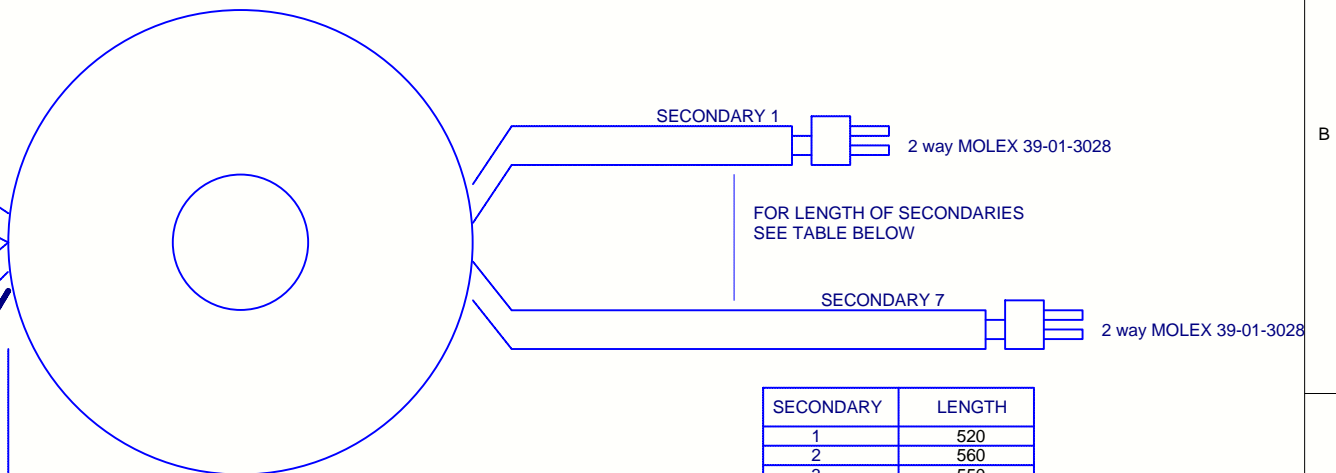 SECONDARY 1
2 way MOLEX 39-01-3028
B
FOR LENGTH OF SECONDARIES
SEE TABLE BELOW
SECONDARY 7
2 way MOLEX 39-01-3028
SECONDARY LENGTH
1 520
2 560